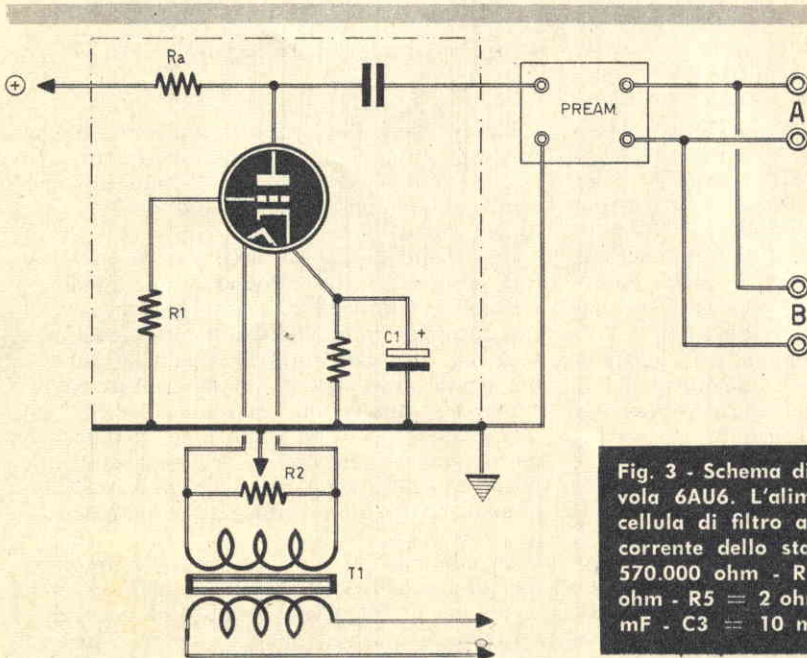 Ra
+
PREAM.
A
R1
C1 +
B
R2
T1
Fig. 3 - Schema di
vola 6AU6. L'alim
cellula di filtro a
corrente dello sta
570.000 ohm - R
ohm - R5 = 2 ohm
mF - C3 = 10 m